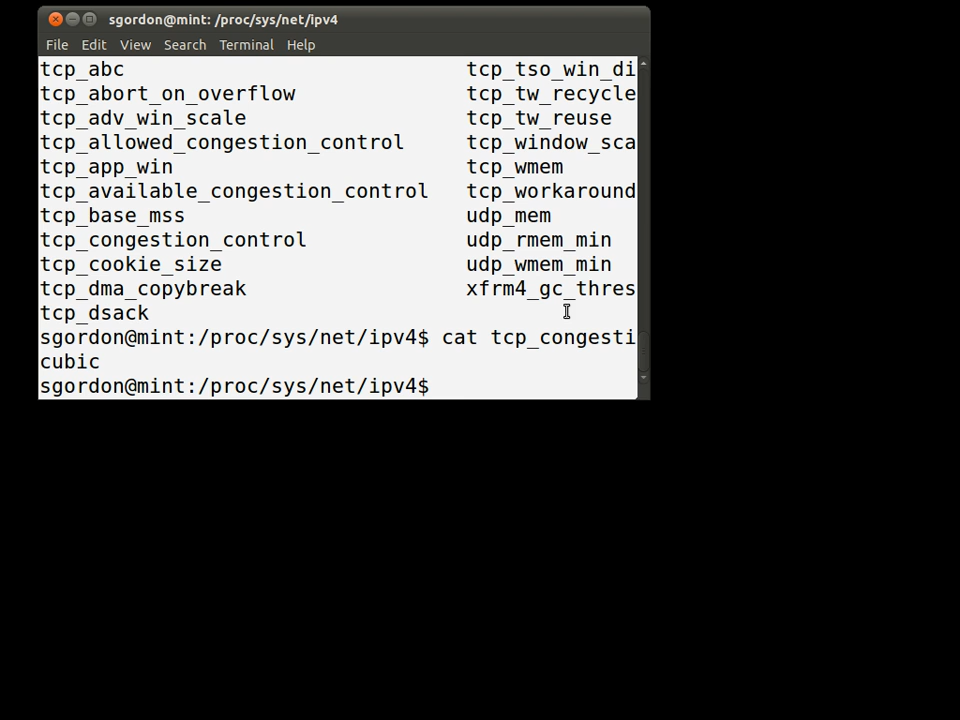 sgordon@mint: /proc/sys/net/ipv4
File Edit View Search Terminal Help
tcp_abc tcp_tso_win_di
tcp_abort_on_overflow tcp_tw_recycle
tcp_adv_win_scale tcp_tw_reuse
tcp_allowed_congestion_control tcp_window_sca
tcp_app_win tcp_wmem
tcp_available_congestion_control tcp_workaround
tcp_base_mss udp_mem
tcp_congestion_control udp_rmem_min
tcp_cookie_size udp_wmem_min
tcp_dma_copybreak xfrm4_gc_thres
tcp_dsack
sgordon@mint:/proc/sys/net/ipv4$ cat tcp_congesti
cubic
sgordon@mint:/proc/sys/net/ipv4$